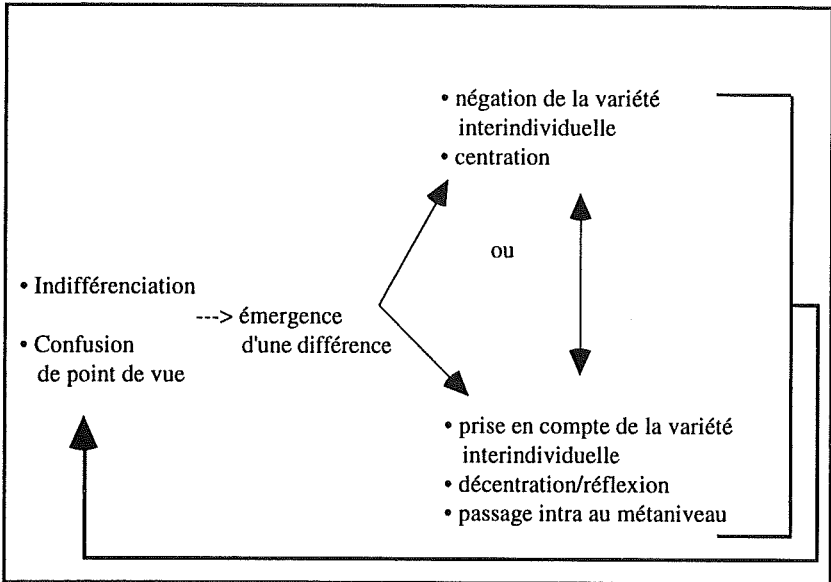 • négation de la variété
interindividuelle
• centration
ou
• Indifférenciation
---> émergence
d'une différence
• Confusion
de point de vue
• prise en compte de la variété
interindividuelle
• décentration/réflexion
• passage intra au métaniveau